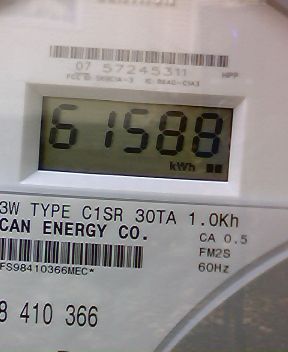 07 57245311
HPP
61588
kWh
3W TYPE C1SR 30TA 1.0Kh
CAN ENERGY CO.
CA 0.5
FM2S
FS98410366MEC*
60Hz
8 410 366